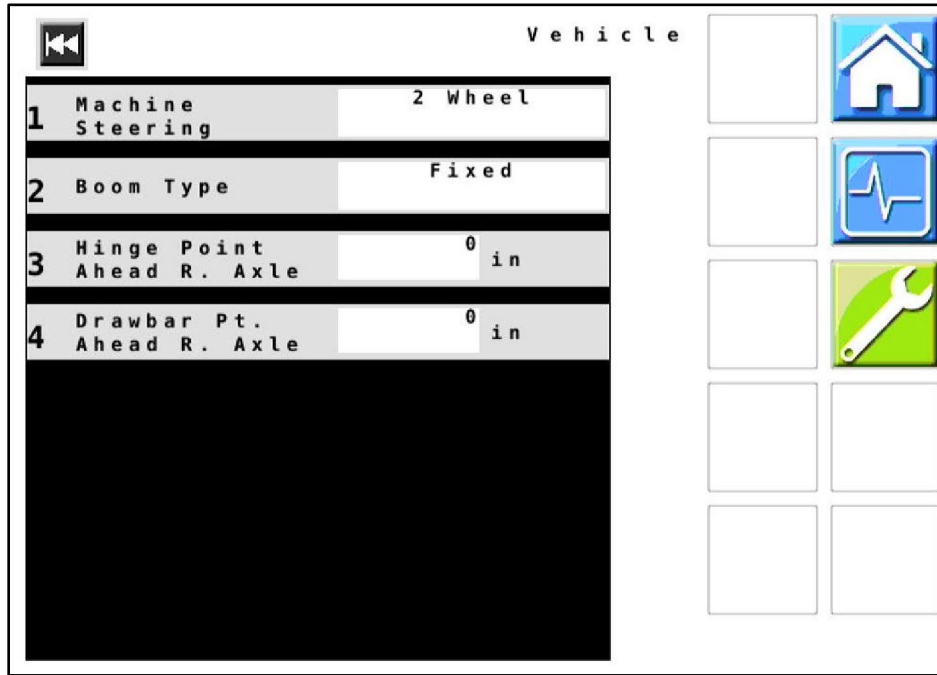 Vehicle
1 Machine Steering 2 Wheel
2 Boom Type Fixed
3 Hinge Point Ahead R. Axle 0 in
4 Drawbar Pt. Ahead R. Axle 0 in